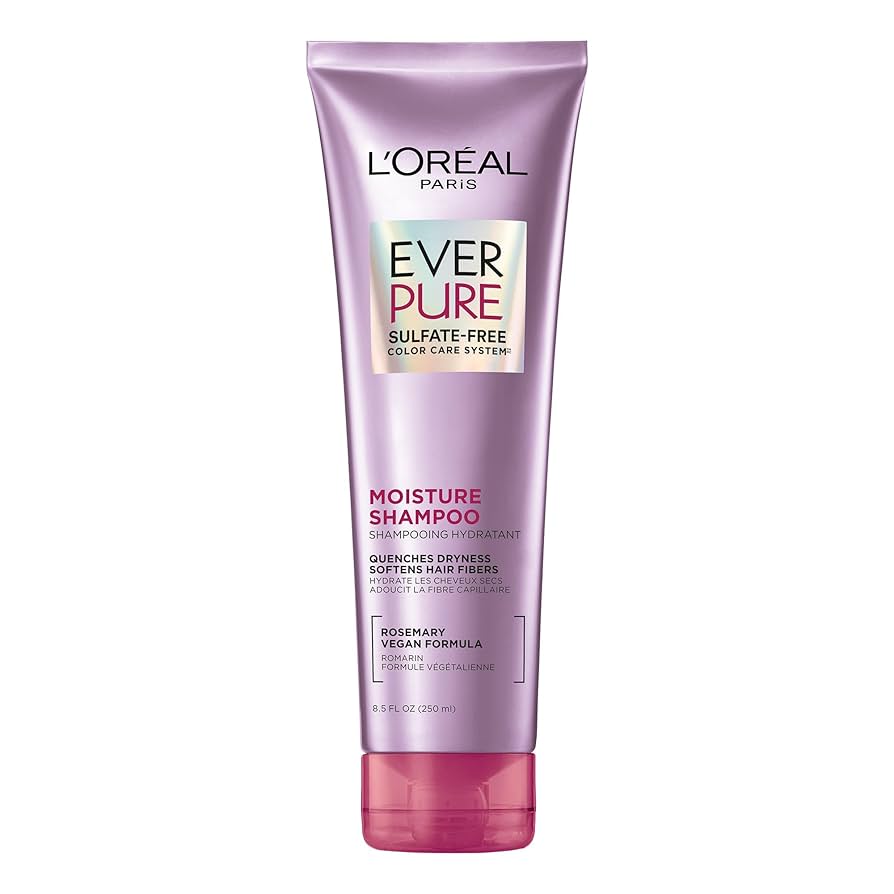 L'ORÉAL
PARiS
EVER
PURE
SULFATE-FREE
COLOR CARE SYSTEM™
MOISTURE
SHAMPOO
SHAMPOOING HYDRATANT
QUENCHES DRYNESS
SOFTENS HAIR FIBERS
HYDRATE LES CHEVEUX SECS
ADOUCIT LA FIBRE CAPILLAIRE
ROSEMARY
VEGAN FORMULA
ROMARIN
FORMULE VÉGÉTALIENNE
8.5 FL OZ (250 ml)